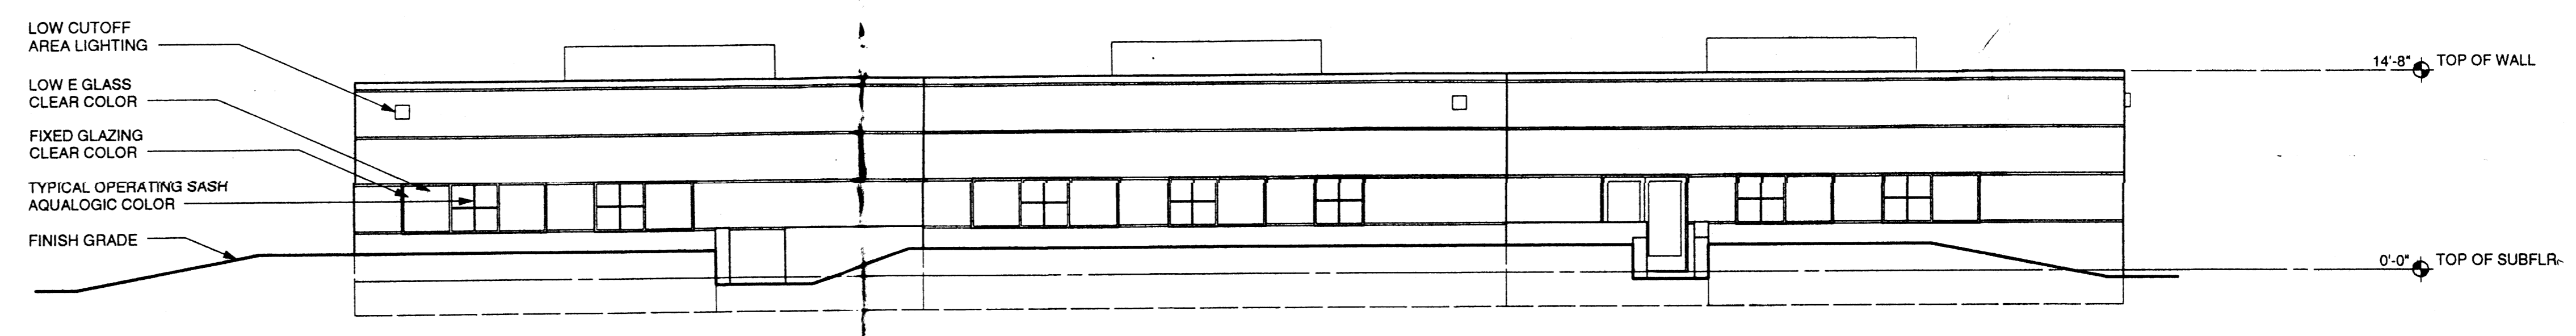 LOW CUTOFF
AREA LIGHTING
LOW E GLASS
CLEAR COLOR
FIXED GLAZING
CLEAR COLOR
TYPICAL OPERATING SASH
AQUALOGIC COLOR
FINISH GRADE
14'-8" TOP OF WALL
0'-0" TOP OF SUBFLR